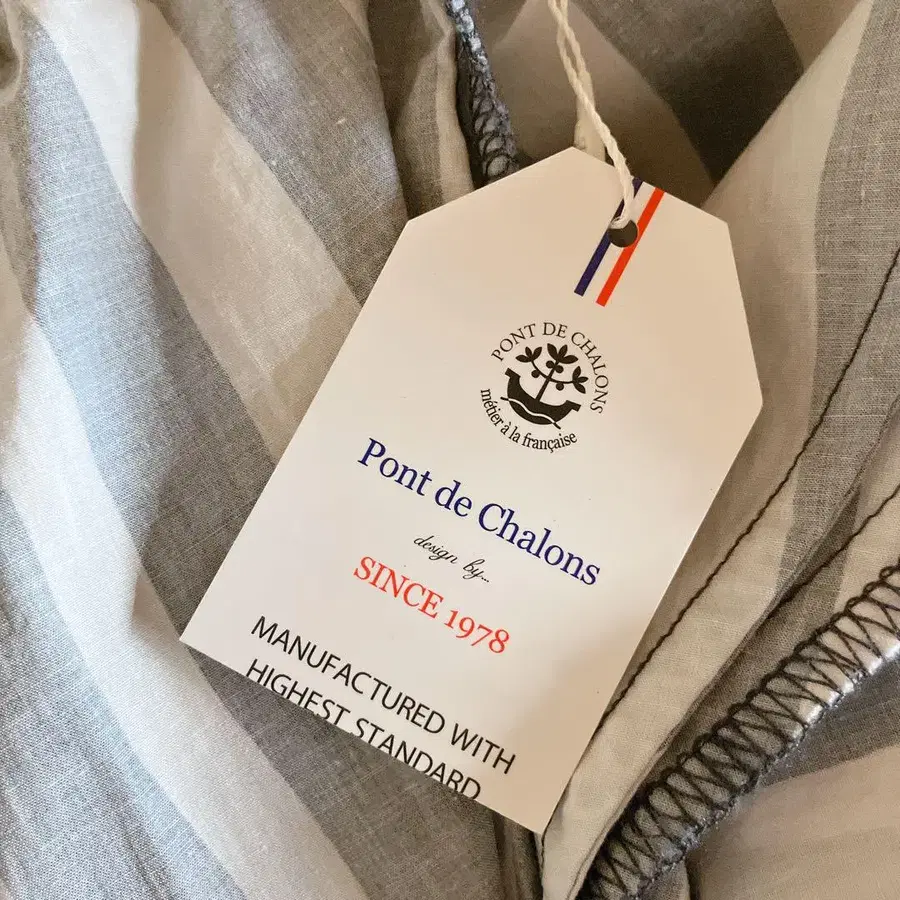 PONT DE CHALONS
métier à la française
Pont de Chalons
design by...
SINCE 1978
MANUFACTURED WITH
HIGHEST STANDARD